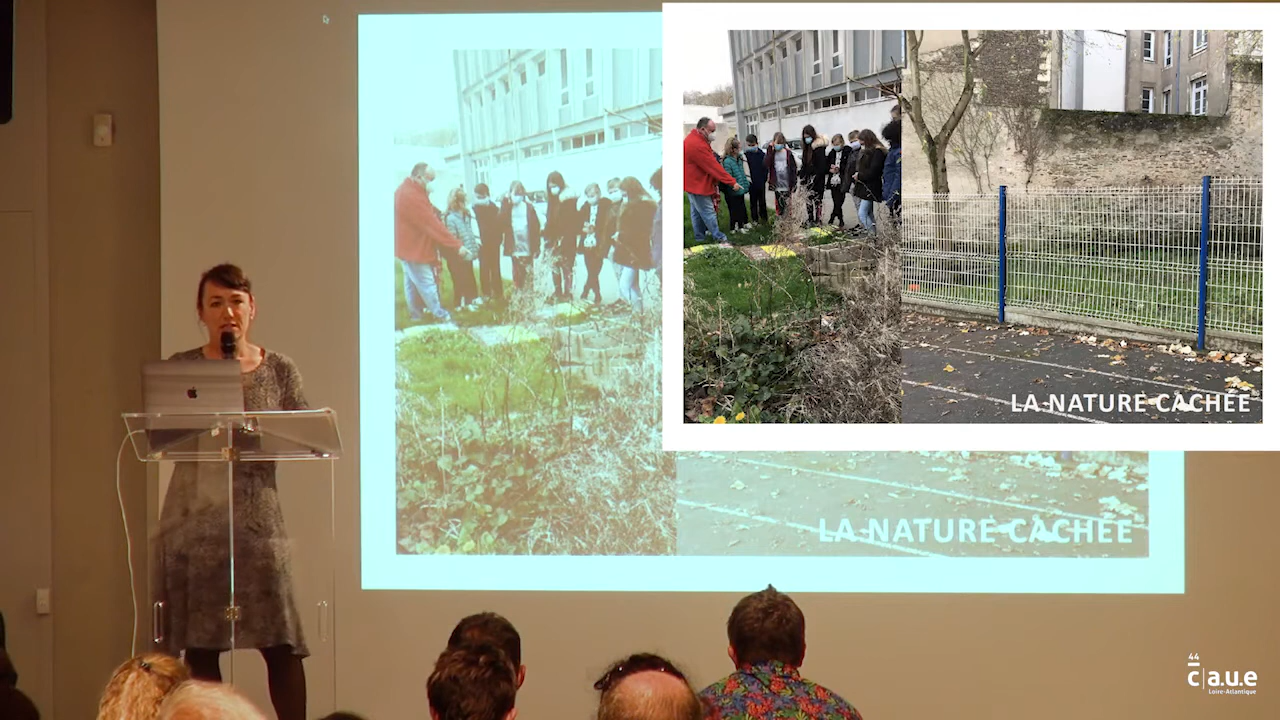 LA NATURE CACHÉE
LA NATURE CACHÉE
44
c|a.u.e
Loire-Atlantique